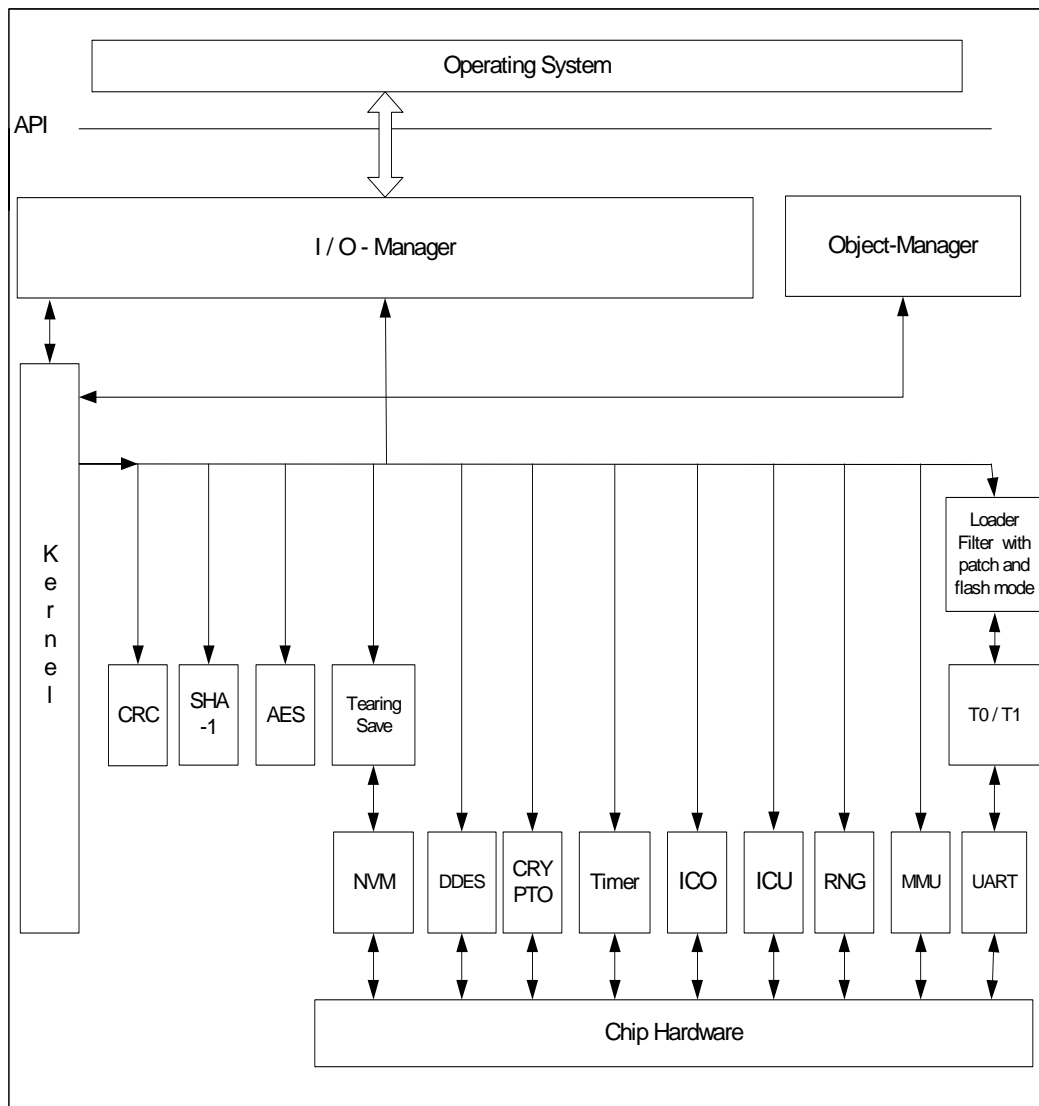 Operating System
API
I / O - Manager
Object-Manager
K
e
r
n
e
l
Loader
Filter with
patch and
flash mode
CRC
SHA
-1
AES
Tearing
Save
T0 / T1
NVM
DDES
CRY
PTO
Timer
ICO
ICU
RNG
MMU
UART
Chip Hardware